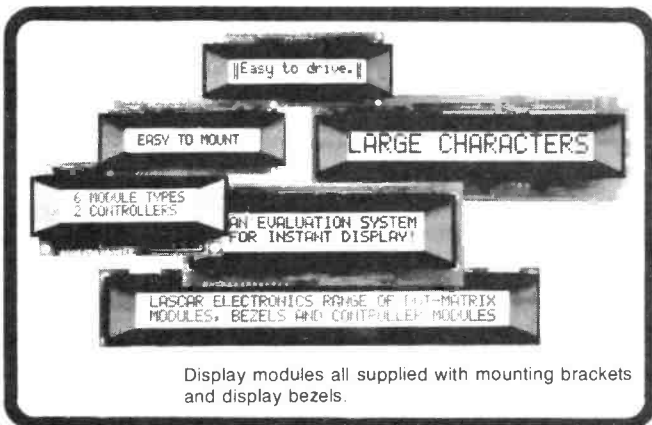 Easy to drive.
EASY TO MOUNT
LARGE CHARACTERS
6 MODULE TYPES
2 CONTROLLERS
AN EVALUATION SYSTEM
FOR INSTANT DISPLAY!
LASCAR ELECTRONICS RANGE OF DOT-MATRIX
MODULES, BEZELS AND CONTROLLER MODULES
Display modules all supplied with mounting brackets
and display bezels.